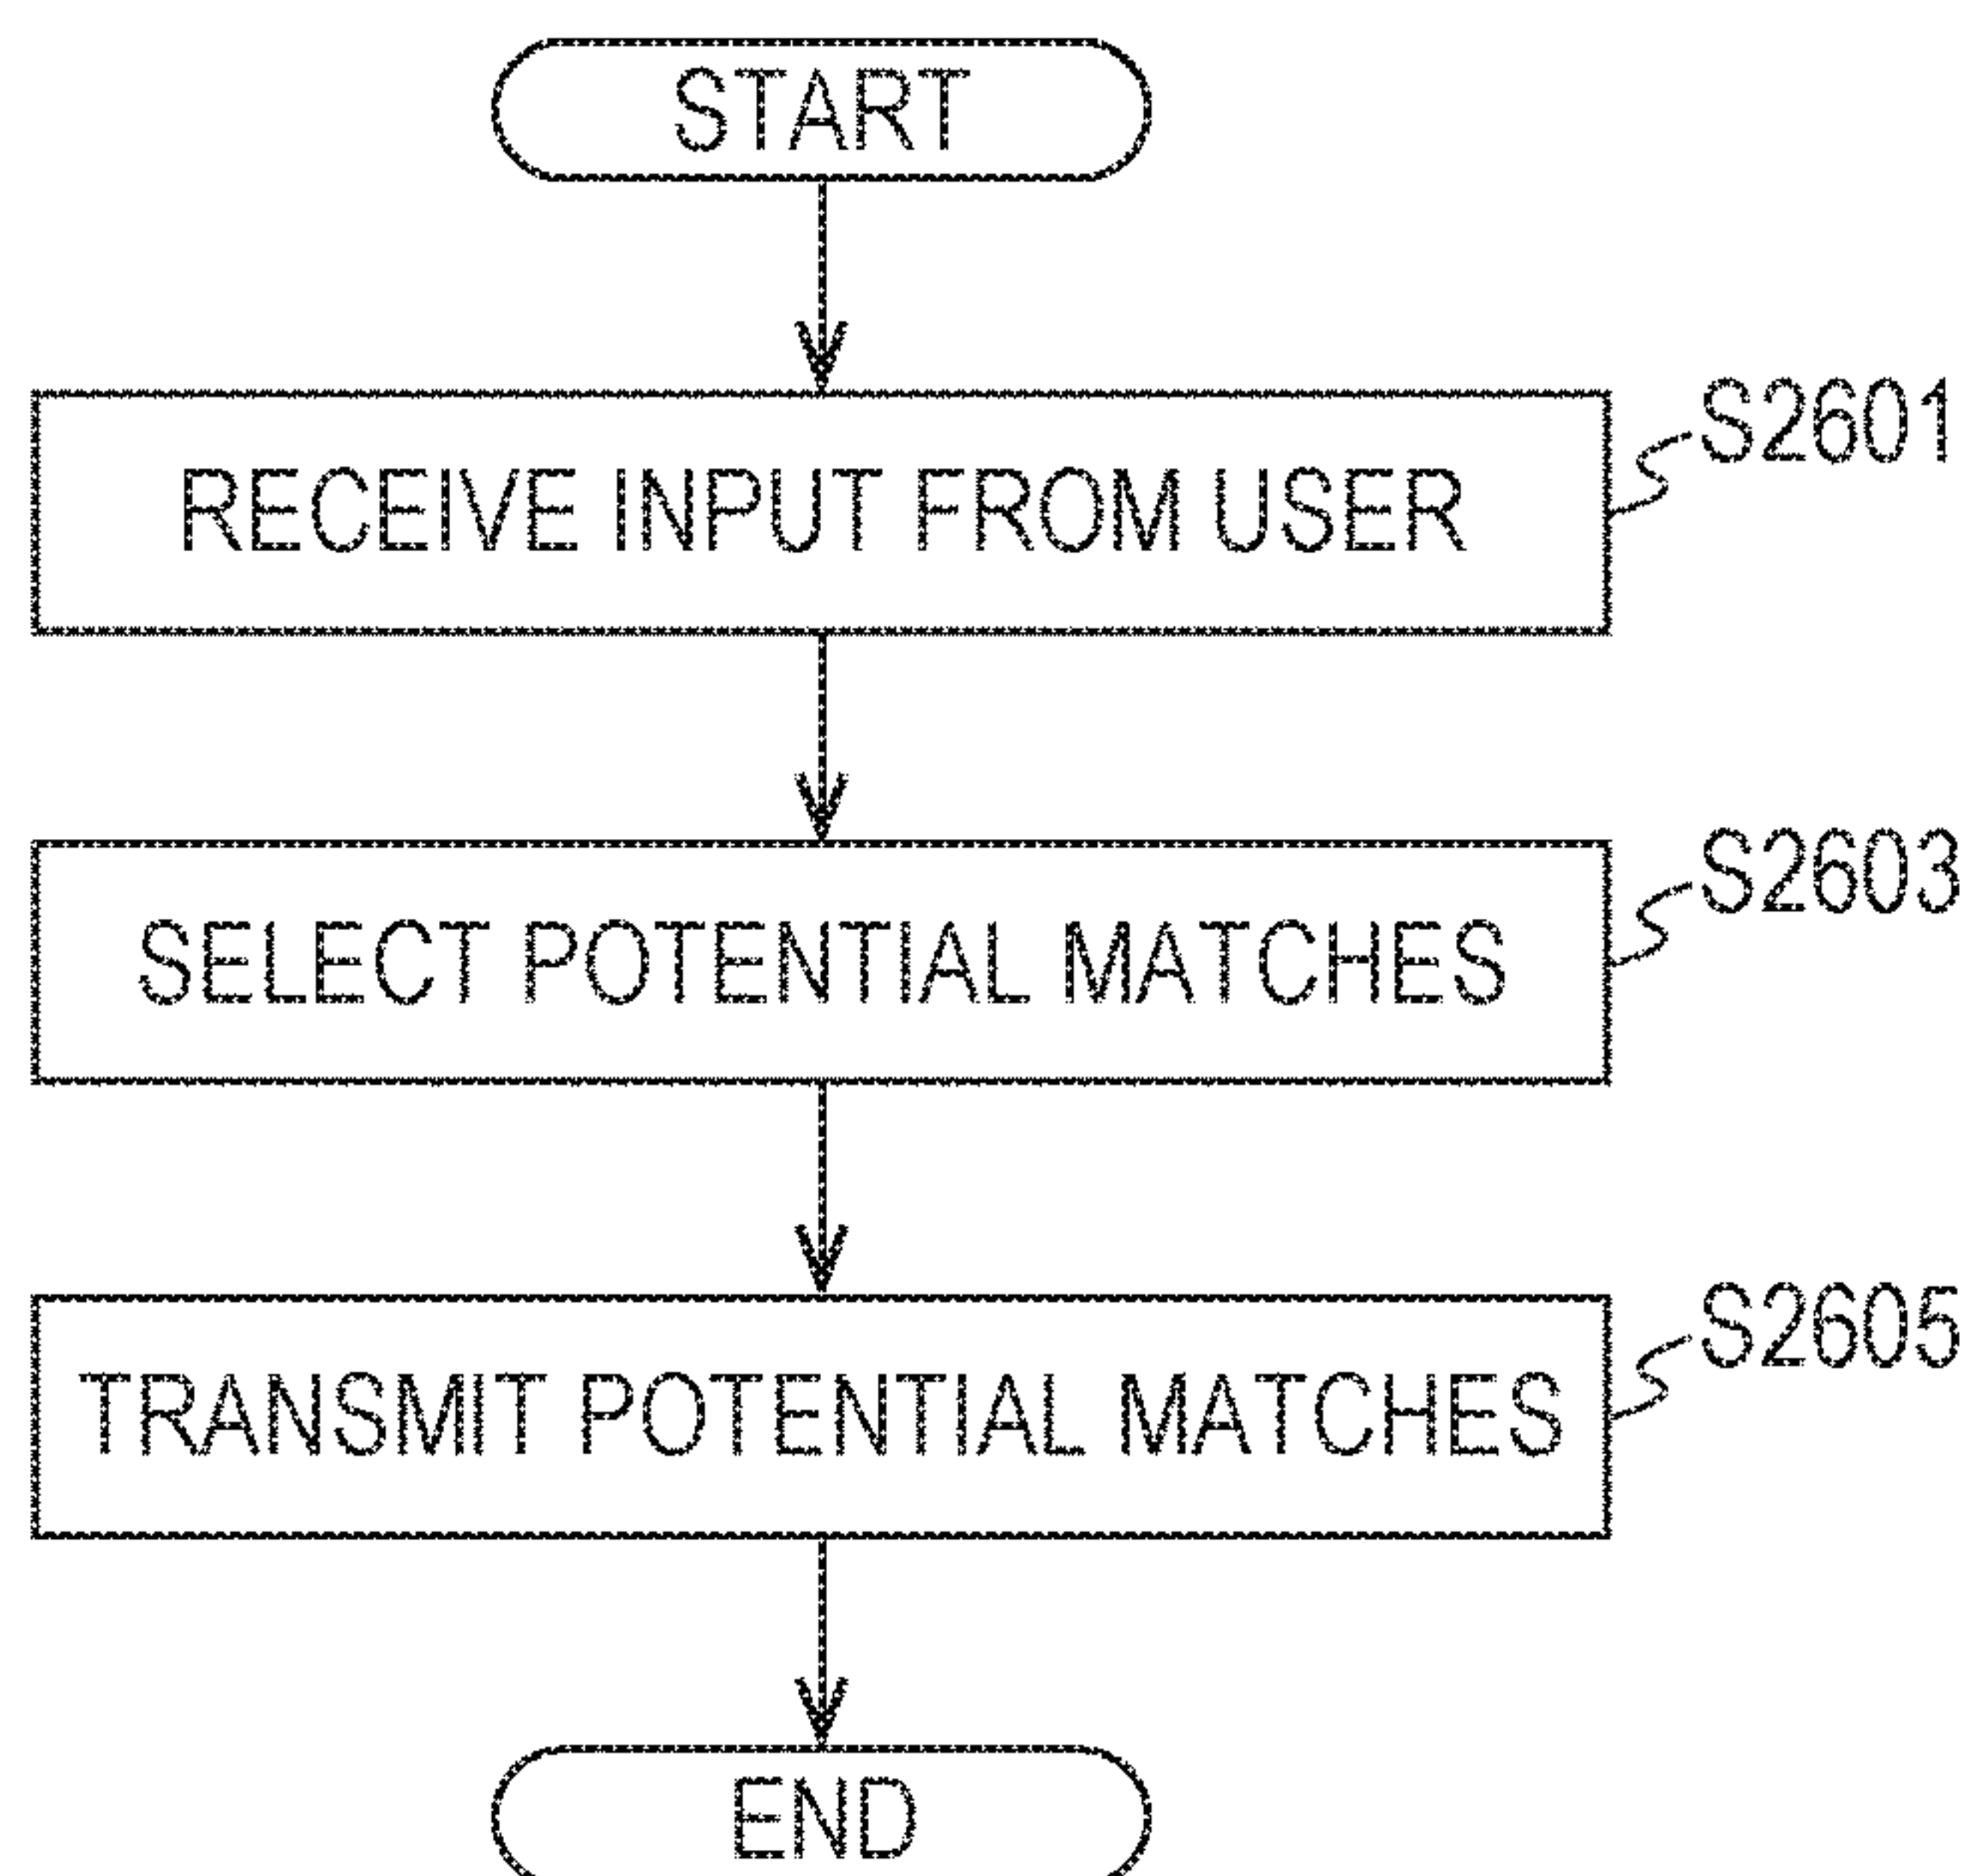 START
RECEIVE INPUT FROM USER
S2601
SELECT POTENTIAL MATCHES
S2603
TRANSMIT POTENTIAL MATCHES
S2605
END